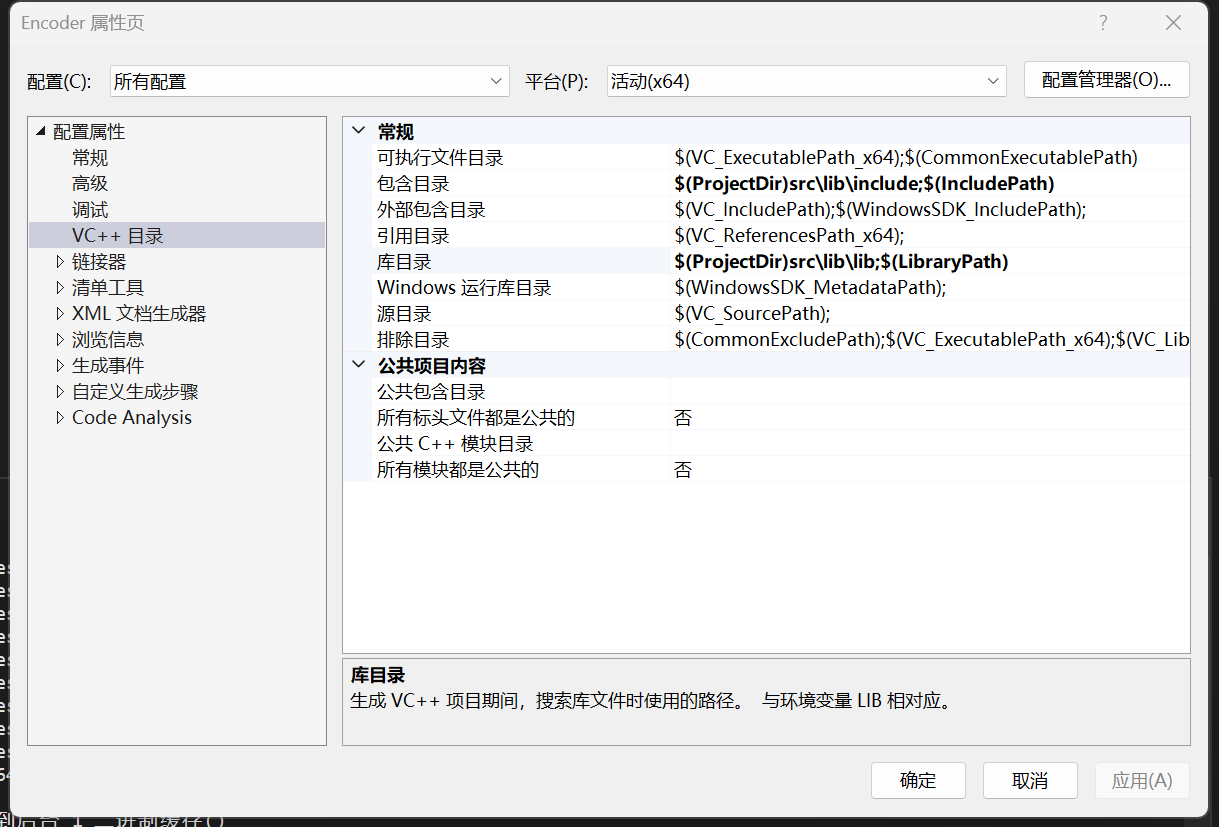 Encoder 属性页
配置(C):
所有配置
平台(P):
活动(x64)
配置管理器(O)...
配置属性
常规
高级
调试
VC++ 目录
链接器
清单工具
XML 文档生成器
浏览信息
生成事件
自定义生成步骤
Code Analysis
常规
可执行文件目录 $(VC_ExecutablePath_x64);$(CommonExecutablePath)
包含目录 $(ProjectDir)src\lib\include;$(IncludePath)
外部包含目录 $(VC_IncludePath);$(WindowsSDK_IncludePath);
引用目录 $(VC_ReferencesPath_x64);
库目录 $(ProjectDir)src\lib\lib;$(LibraryPath)
Windows 运行库目录 $(WindowsSDK_MetadataPath);
源目录 $(VC_SourcePath);
排除目录 $(CommonExcludePath);$(VC_ExecutablePath_x64);$(VC_Lib
公共项目内容
公共包含目录
所有标头文件都是公共的 否
公共 C++ 模块目录
所有模块都是公共的 否
库目录
生成 VC++ 项目期间，搜索库文件时使用的路径。 与环境变量 LIB 相对应。
确定
取消
应用(A)